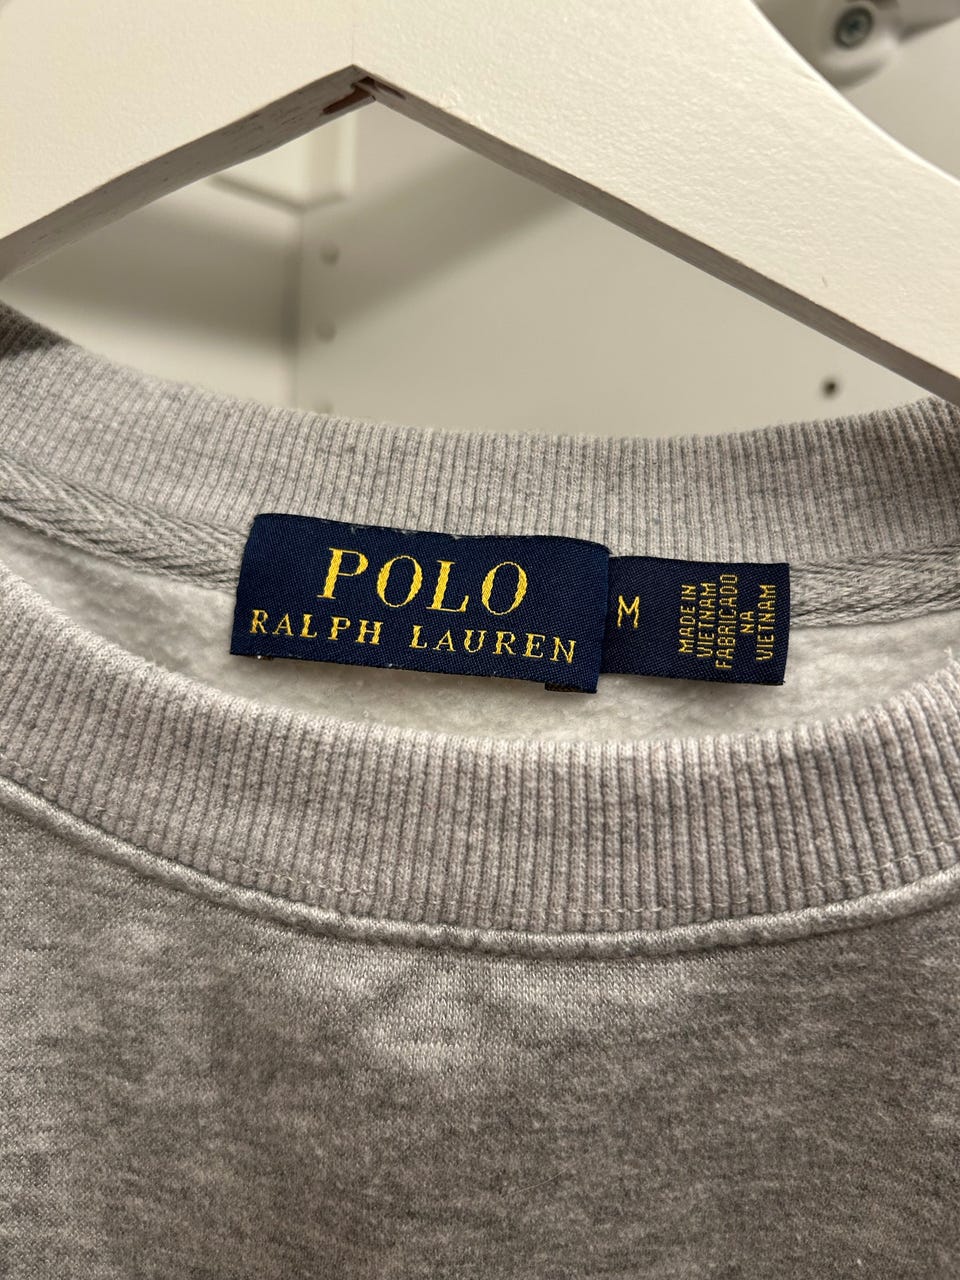 POLO
RALPH LAUREN
M
MADE IN
VIETNAM
FABRICADO
NA
VIETNAM